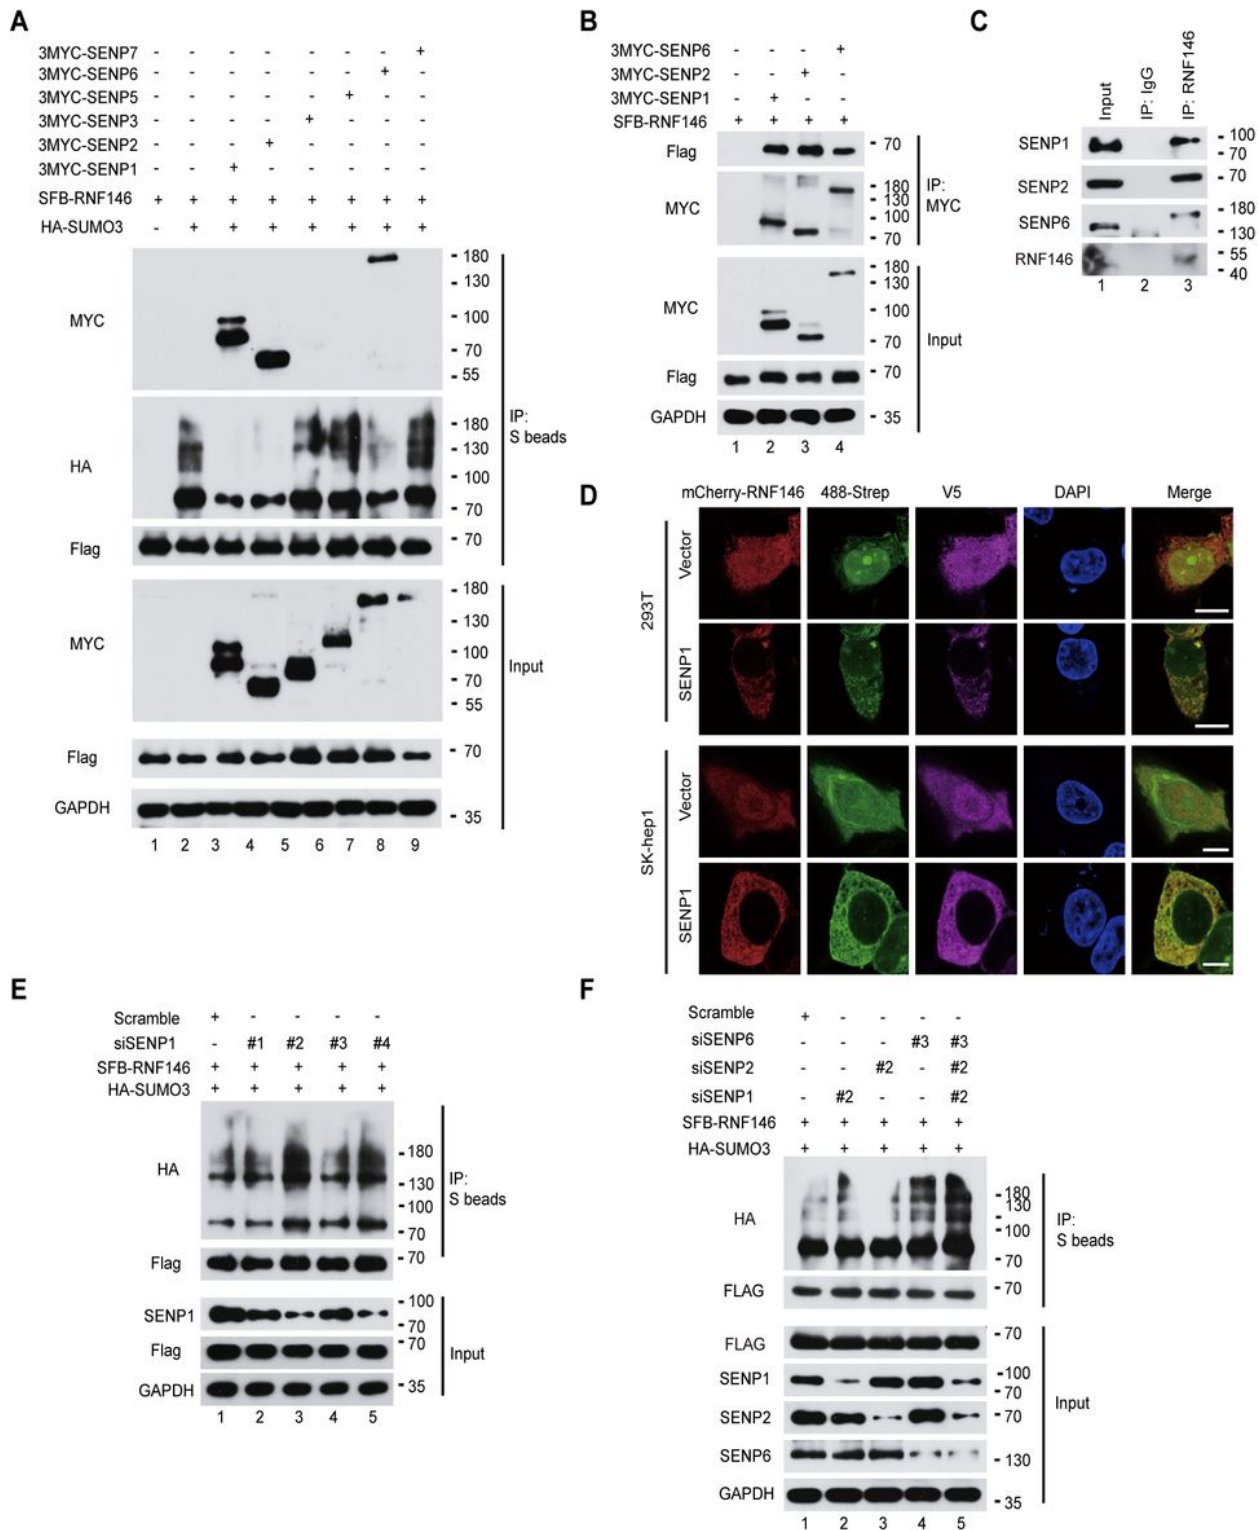 A
3MYC-SENP7 - - - - - - - - +
3MYC-SENP6 - - - - - - - + -
3MYC-SENP5 - - - - - - + - -
3MYC-SENP3 - - - - - + - - -
3MYC-SENP2 - - - - + - - - -
3MYC-SENP1 - - + - - - - -
SFB-RNF146 + + + + + + + +
HA-SUMO3 - + + + + + + +
MYC
180
130
100
70
55
HA
180
130
100
70
IP:
S beads
Flag
70
MYC
180
130
100
70
55
Input
Flag
70
GAPDH
35
1 2 3 4 5 6 7 8 9
B
3MYC-SENP6 - - - +
3MYC-SENP2 - - + -
3MYC-SENP1 - + - -
SFB-RNF146 + + + +
Flag
70
MYC
180
130
100
70
IP:
MYC
MYC
180
130
100
70
Input
Flag
70
GAPDH
35
1 2 3 4
C
Input
IP: IgG
IP: RNF146
SENP1
100
70
SENP2
70
SENP6
180
130
RNF146
55
40
1 2 3
D
mCherry-RNF146 488-Strep V5 DAPI Merge
293T
Vector
SENP1
SK-hep1
Vector
SENP1
E
Scramble + - - - -
siSENP1 - #1 #2 #3 #4
SFB-RNF146 + + + + +
HA-SUMO3 + + + + +
HA
180
130
100
70
IP:
S beads
Flag
70
SENP1
100
70
Flag
70
Input
GAPDH
35
1 2 3 4 5
F
Scramble + - - - -
siSENP6 - - - #3 #3
siSENP2 - - #2 - #2
siSENP1 - #2 - - #2
SFB-RNF146 + + + + +
HA-SUMO3 + + + + +
HA
180
130
100
70
IP:
S beads
FLAG
70
FLAG
70
SENP1
100
70
SENP2
70
Input
SENP6
130
GAPDH
35
1 2 3 4 5